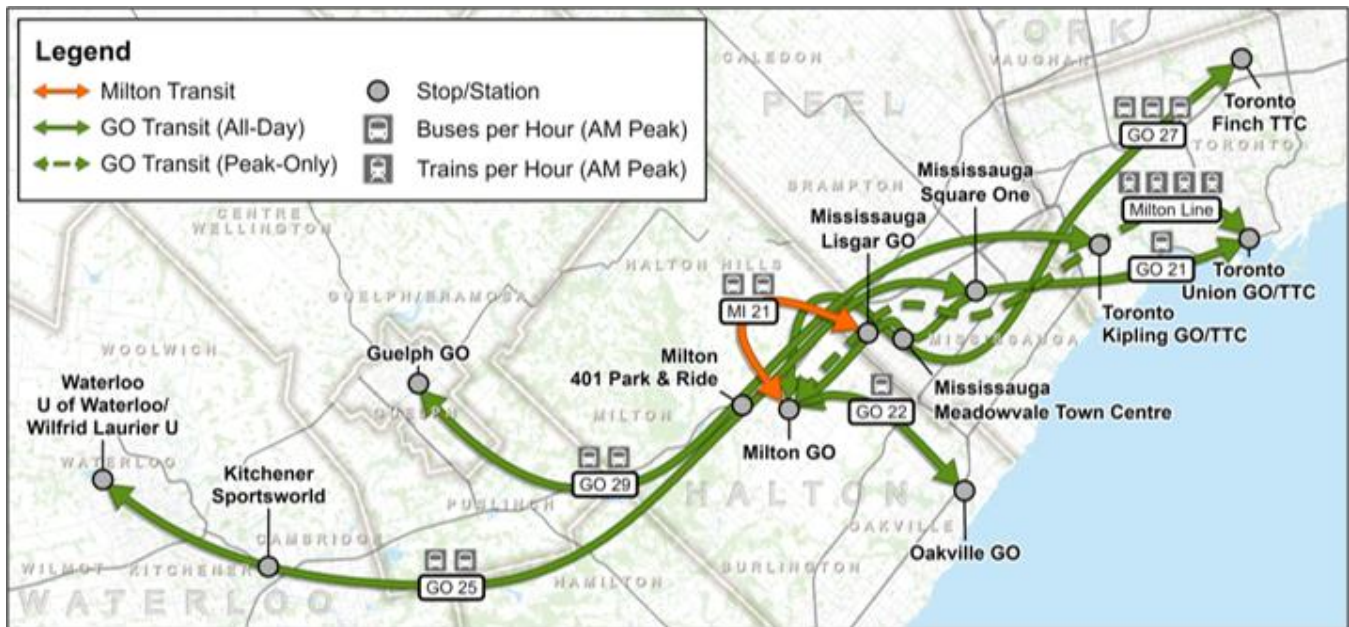 Legend
Milton Transit
GO Transit (All-Day)
GO Transit (Peak-Only)
Stop/Station
Buses per Hour (AM Peak)
Trains per Hour (AM Peak)
YORK
VAUGHAN
CALEDON
PEEL
Toronto
Finch TTC
GO 27
TORONTO
Mississauga
Square One
BRAMPTON
Milton Line
Mississauga
Lisgar GO
CENTRE
WELLINGTON
HALTON HILLS
GO 21
Toronto
Union GO/TTC
GUELPH/ERAMOSA
MI 21
Toronto
Kipling GO/TTC
MISSISSAUGA
WOOLWICH
Guelph GO
Milton
401 Park & Ride
Mississauga
Meadowvale Town Centre
Waterloo
U of Waterloo/
Wilfrid Laurier U
GUELPH
MILTON
GO 22
Milton GO
WATERLOO
Kitchener
Sportsworld
GO 29
HALTON
PUSLINCH
OAKVILLE
CAMBRIDGE
Oakville GO
WILMOT
KITCHENER
GO 25
HAMILTON
BURLINGTON
WATERLOO